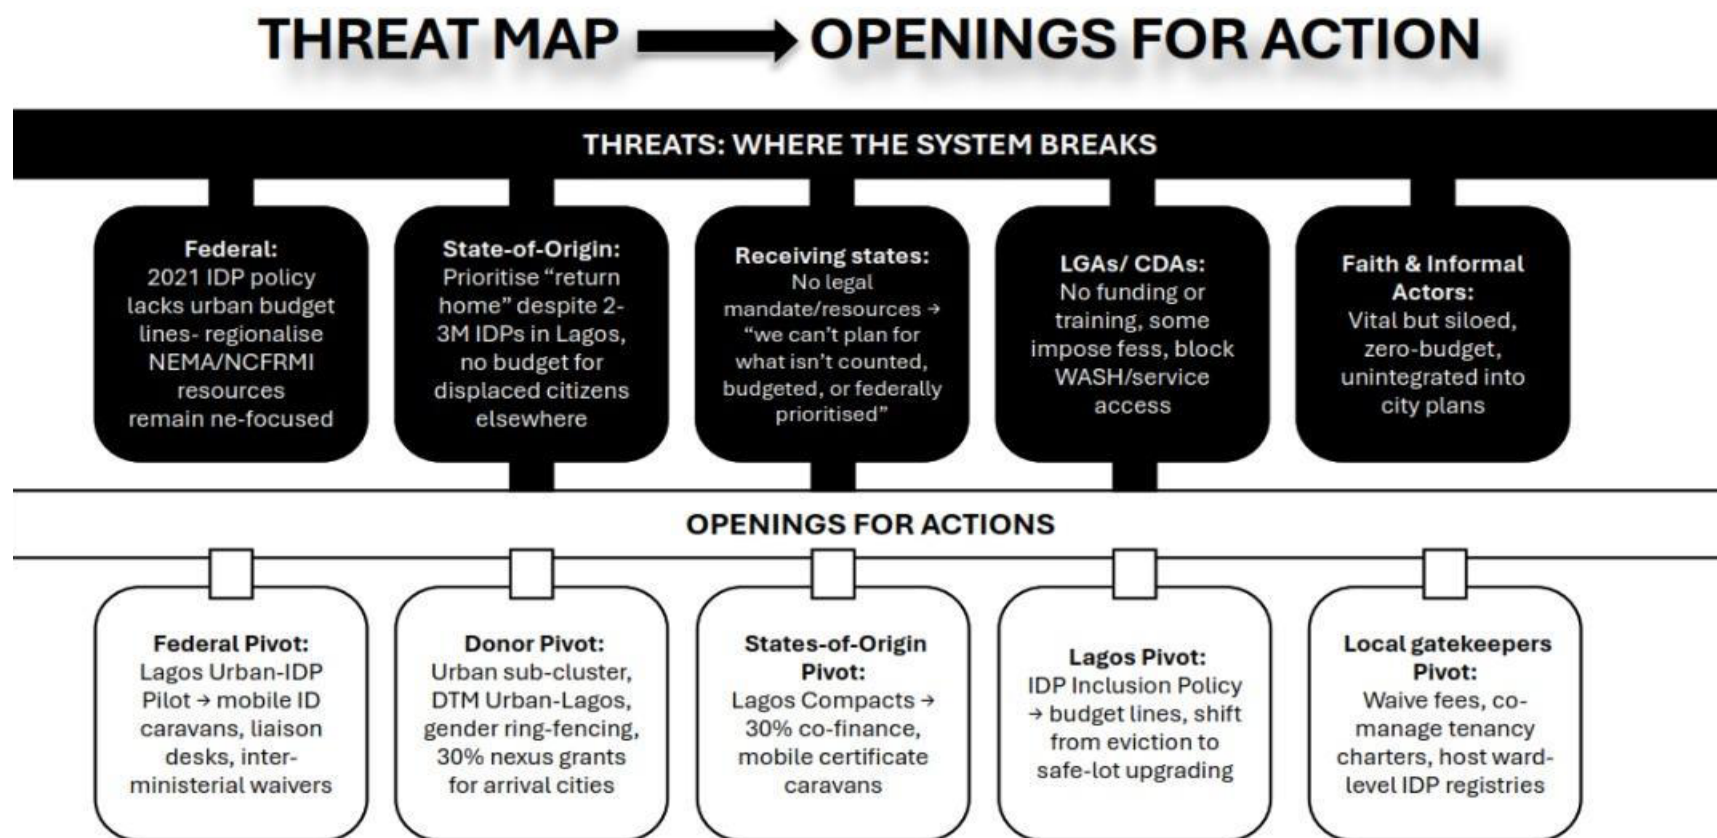 THREAT MAP → OPENINGS FOR ACTION
THREATS: WHERE THE SYSTEM BREAKS
Federal:
2021 IDP policy
lacks urban budget
lines- regionalise
NEMA/NCFRMI
resources
remain ne-focused
State-of-Origin:
Prioritise “return
home” despite 2-
3M IDPs in Lagos,
no budget for
displaced citizens
elsewhere
Receiving states:
No legal
mandate/resources →
“we can’t plan for
what isn’t counted,
budgeted, or federally
prioritised”
LGAs/ CDAs:
No funding or
training, some
impose fess, block
WASH/service
access
Faith & Informal
Actors:
Vital but siloed,
zero-budget,
unintegrated into
city plans
OPENINGS FOR ACTIONS
Federal Pivot:
Lagos Urban-IDP
Pilot → mobile ID
caravans, liaison
desks, inter-
ministerial waivers
Donor Pivot:
Urban sub-cluster,
DTM Urban-Lagos,
gender ring-fencing,
30% nexus grants
for arrival cities
States-of-Origin
Pivot:
Lagos Compacts →
30% co-finance,
mobile certificate
caravans
Lagos Pivot:
IDP Inclusion Policy
→ budget lines, shift
from eviction to
safe-lot upgrading
Local gatekeepers
Pivot:
Waive fees, co-
manage tenancy
charters, host ward-
level IDP registries